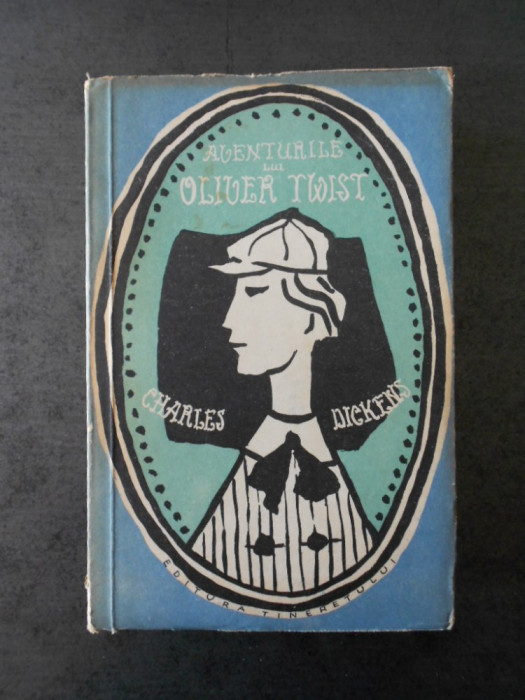 AVENTURILE
LUI
OLIVER TWIST
CHARLES DICKENS
EDITURA TINERETULUI